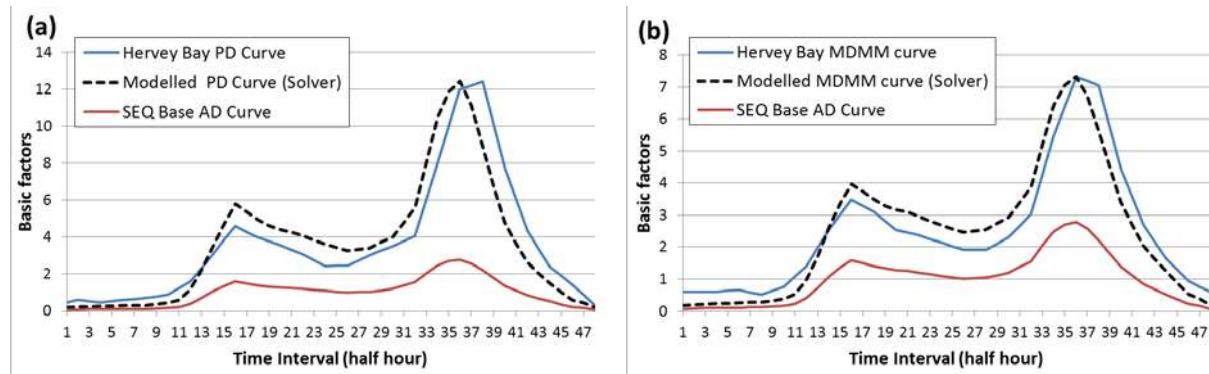 (a)
Hervey Bay PD Curve
Modelled PD Curve (Solver)
SEQ Base AD Curve
14
12
10
8
6
4
2
0
Basic factors
1 3 5 7 9 11 13 15 17 19 21 23 25 27 29 31 33 35 37 39 41 43 45 47
Time Interval (half hour)
(b)
Hervey Bay MDMM curve
Modelled MDMM curve (Solver)
SEQ Base AD Curve
8
7
6
5
4
3
2
1
0
Basic factors
1 3 5 7 9 11 13 15 17 19 21 23 25 27 29 31 33 35 37 39 41 43 45 47
Time Interval (half hour)